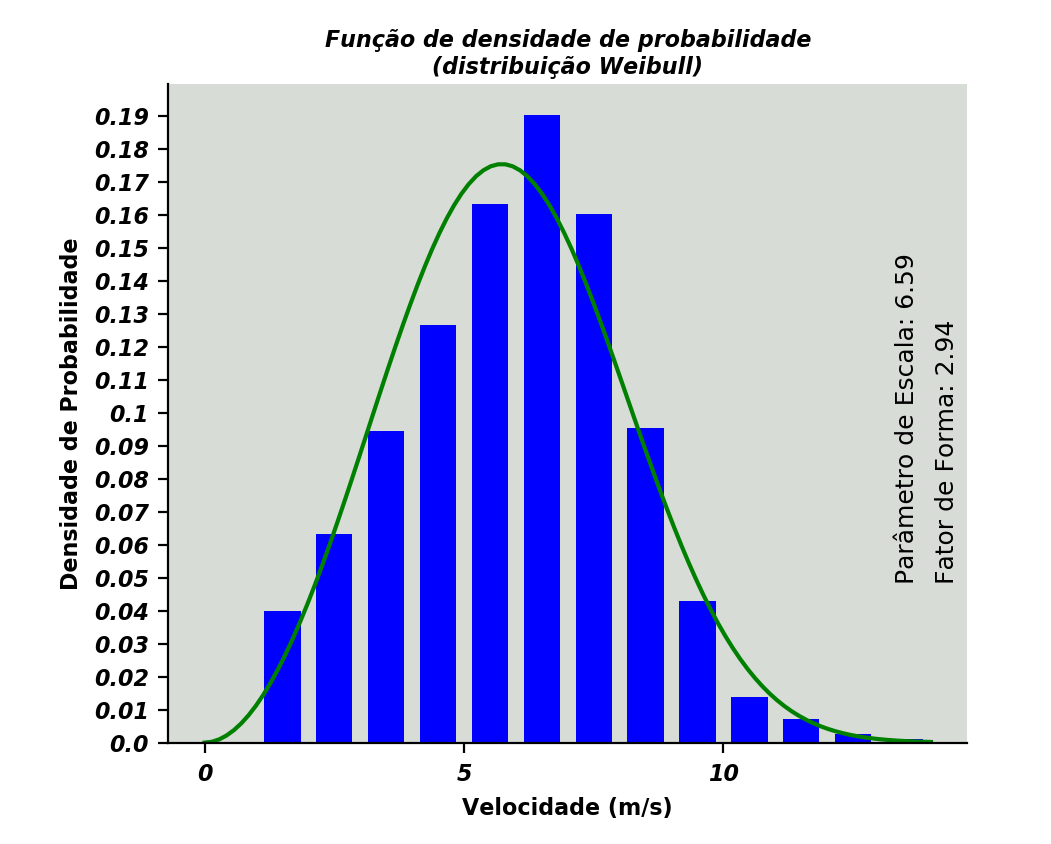 Função de densidade de probabilidade
(distribuição Weibull)
Densidade de Probabilidade
0.19
0.18
0.17
0.16
0.15
0.14
0.13
0.12
0.11
0.1
0.09
0.08
0.07
0.06
0.05
0.04
0.03
0.02
0.01
0.0
Parâmetro de Escala: 6.59
Fator de Forma: 2.94
0 5 10
Velocidade (m/s)